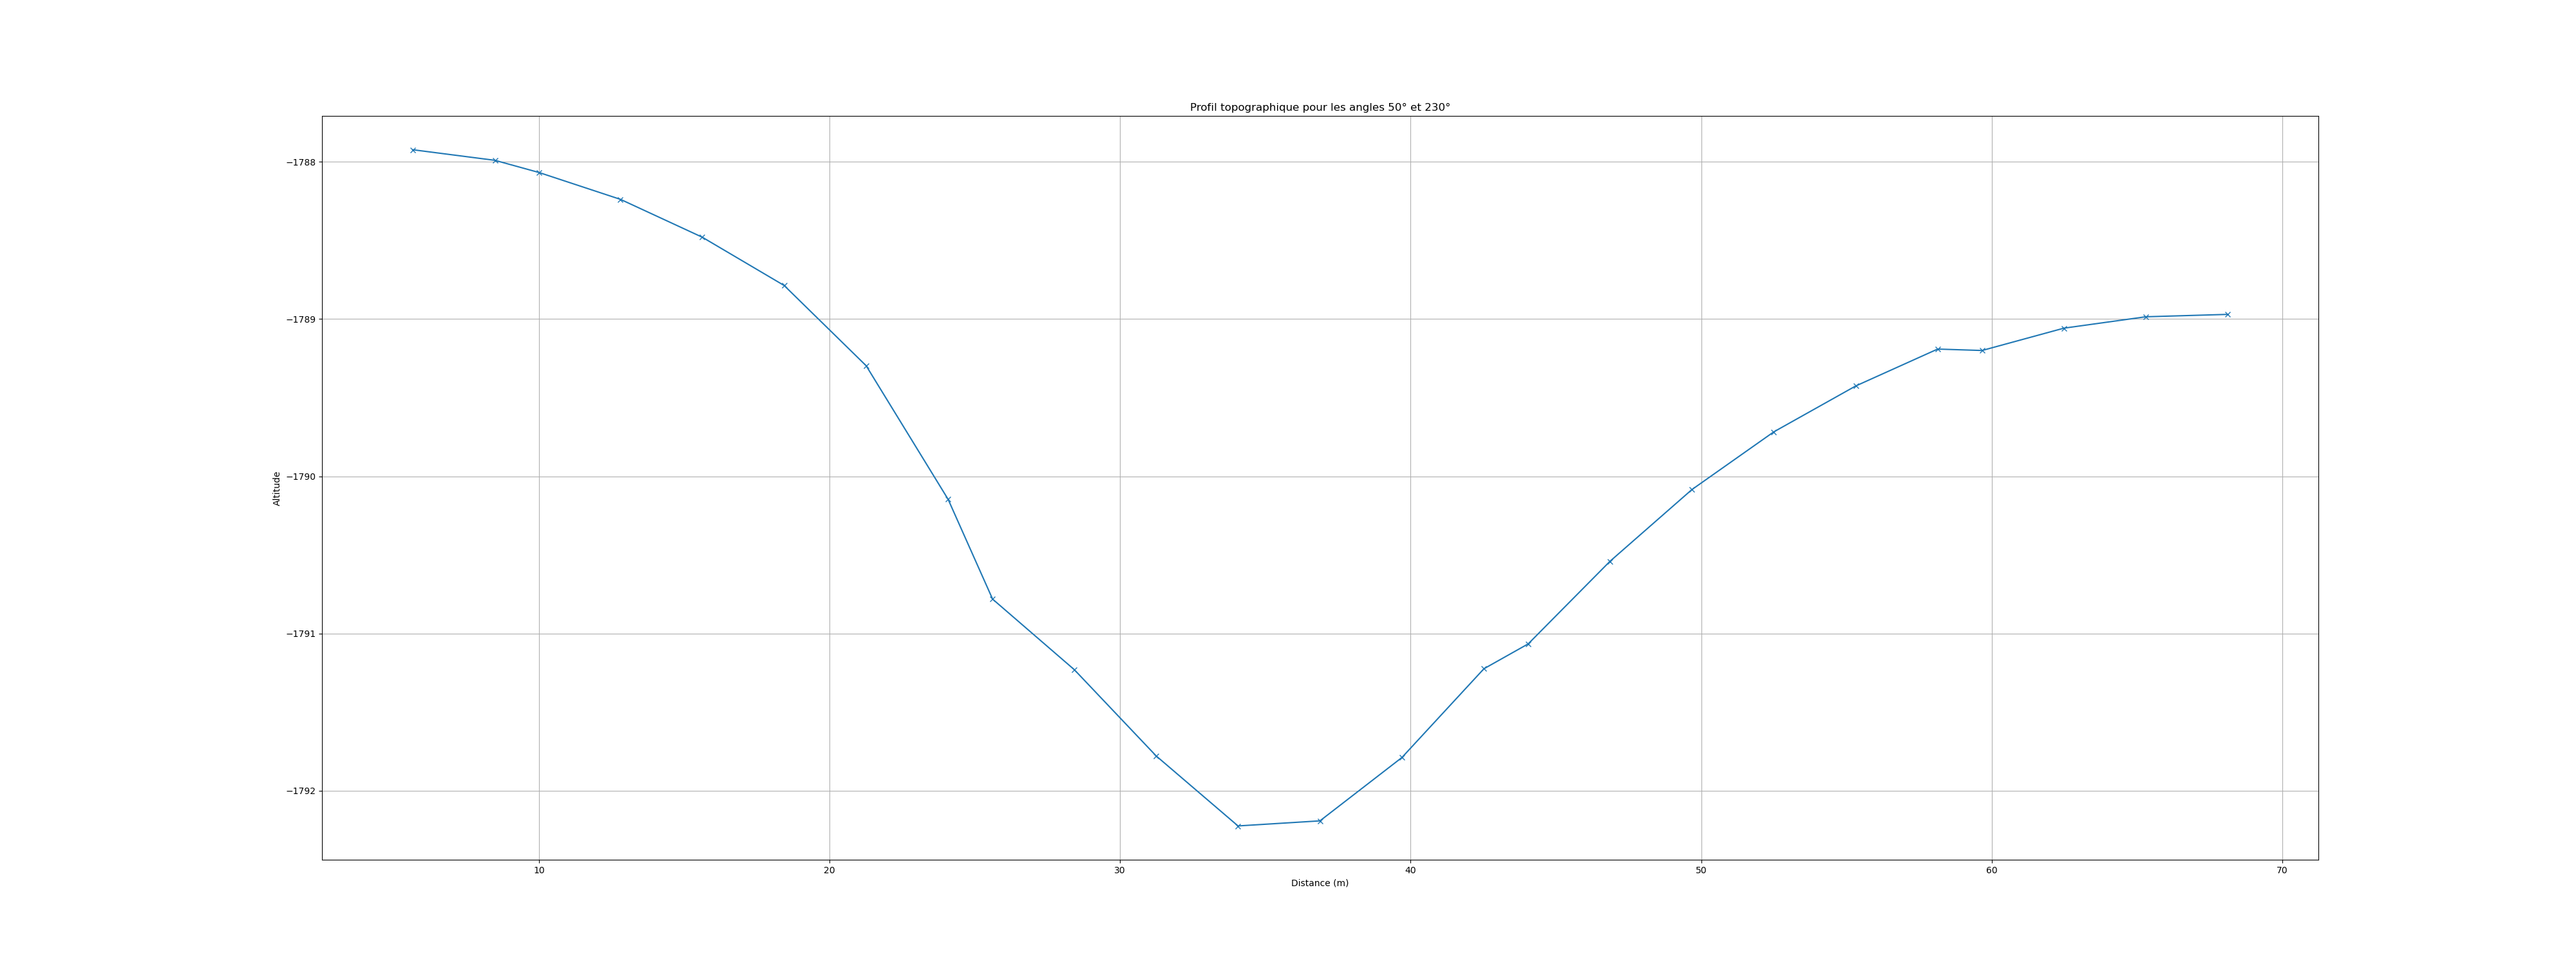 Profil topographique pour les angles 50° et 230°
−1788
−1789
−1790
−1791
−1792
Altitude
10 20 30 40 50 60 70
Distance (m)